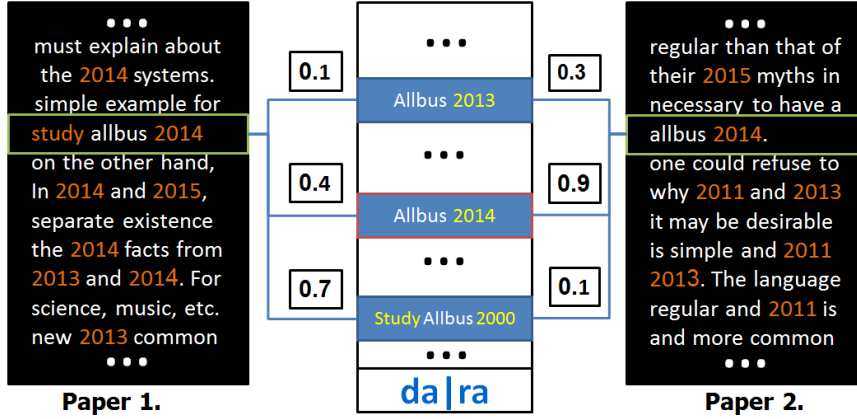 • • •
must explain about
the 2014 systems.
simple example for
study allbus 2014
on the other hand,
In 2014 and 2015,
separate existence
the 2014 facts from
2013 and 2014. For
science, music, etc.
new 2013 common
• • •
Paper 1.
0.1
0.4
0.7
• • •
Allbus 2013
• • •
Allbus 2014
• • •
Study Allbus 2000
• • •
da|ra
0.3
0.9
0.1
• • •
regular than that of
their 2015 myths in
necessary to have a
allbus 2014.
one could refuse to
why 2011 and 2013
it may be desirable
is simple and 2011
2013. The language
regular and 2011 is
and more common
• • •
Paper 2.